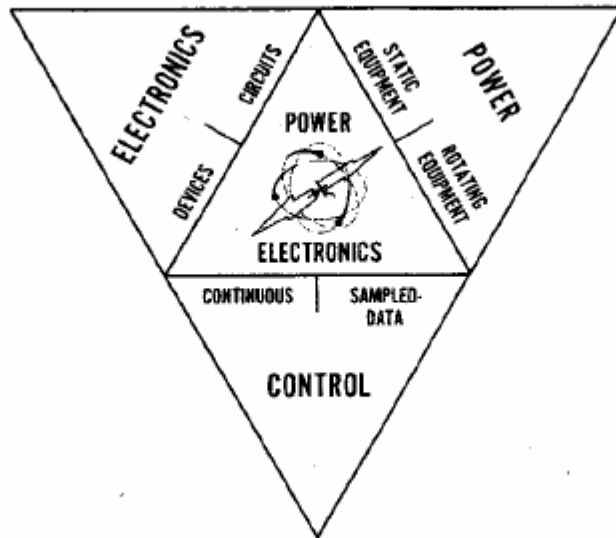 ELECTRONICS
CIRCUITS
DEVICES
POWER
ELECTRONICS
STATIC
EQUIPMENT
POWER
ROTATING
EQUIPMENT
CONTINUOUS
SAMPLED-
DATA
CONTROL